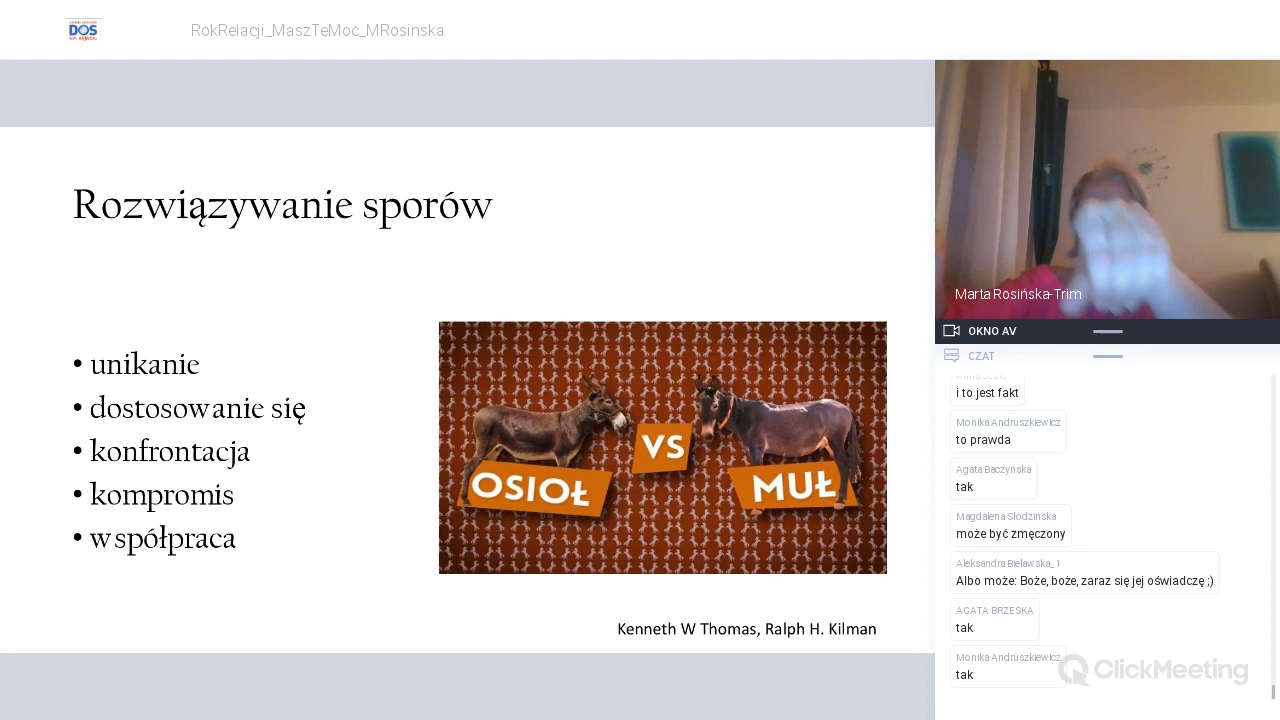 DOS
RokRelacji_MaszTeMoc_MRosinska
Rozwiązywanie sporów
• unikanie
• dostosowanie się
• konfrontacja
• kompromis
• współpraca
OSIOŁ
VS
MUŁ
Kenneth W Thomas, Ralph H. Kilman
Marta Rosińska-Trim
OKNO AV
CZAT
i to jest fakt
Monika Andruszkiewicz
to prawda
Agata Baczyńska
tak
Magdalena Słodzińska
może być zmęczony
Aleksandra Bielawska_1
Albo może: Boże, boże, zaraz się jej oświadczę ;)
AGATA BRZESKA
tak
Monika Andruszkiewicz
tak
ClickMeeting